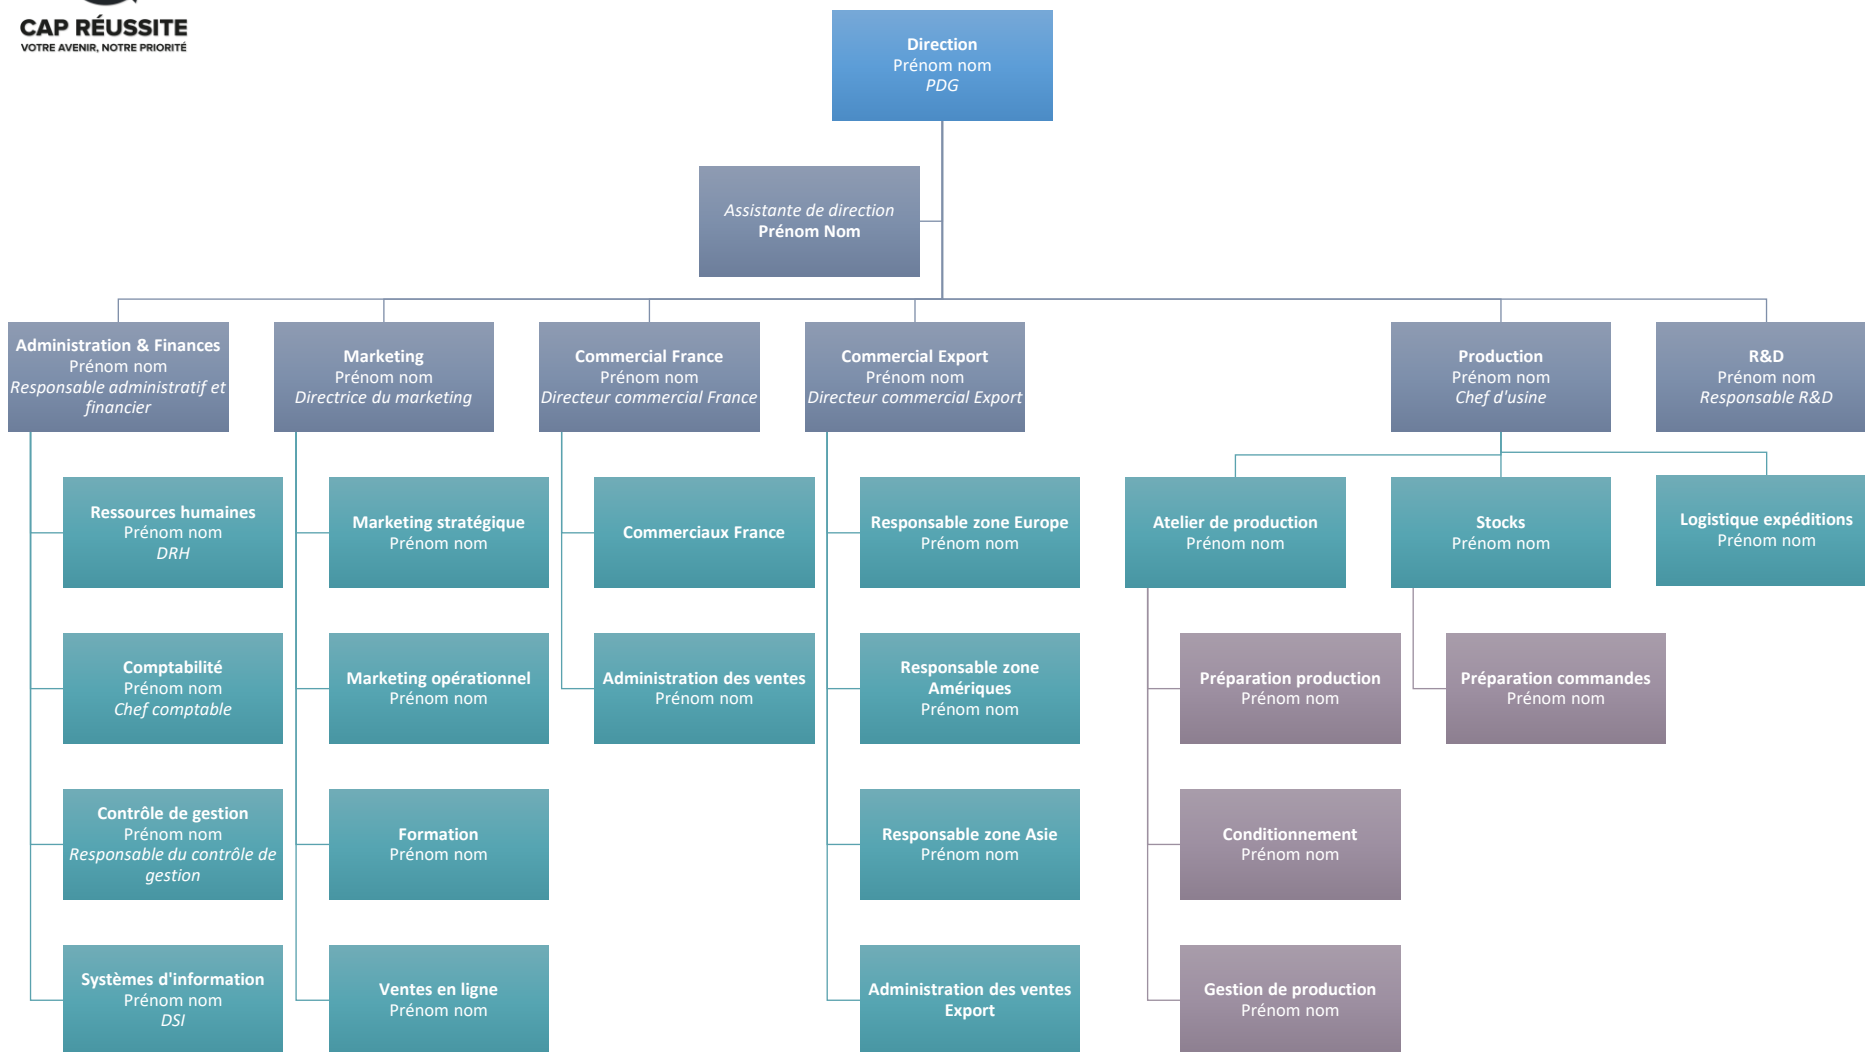 CAP RÉUSSITE
VOTRE AVENIR, NOTRE PRIORITÉ
Direction
Prénom nom
PDG
Assistante de direction
Prénom Nom
Administration & Finances
Prénom nom
Responsable administratif et
financier
Marketing
Prénom nom
Directrice du marketing
Commercial France
Prénom nom
Directeur commercial France
Commercial Export
Prénom nom
Directeur commercial Export
Production
Prénom nom
Chef d'usine
R&D
Prénom nom
Responsable R&D
Ressources humaines
Prénom nom
DRH
Marketing stratégique
Prénom nom
Commerciaux France
Responsable zone Europe
Prénom nom
Atelier de production
Prénom nom
Stocks
Prénom nom
Logistique expéditions
Prénom nom
Comptabilité
Prénom nom
Chef comptable
Marketing opérationnel
Prénom nom
Administration des ventes
Prénom nom
Responsable zone
Amériques
Prénom nom
Préparation production
Prénom nom
Préparation commandes
Prénom nom
Contrôle de gestion
Prénom nom
Responsable du contrôle de
gestion
Formation
Prénom nom
Responsable zone Asie
Prénom nom
Conditionnement
Prénom nom
Systèmes d'information
Prénom nom
DSI
Ventes en ligne
Prénom nom
Administration des ventes
Export
Gestion de production
Prénom nom